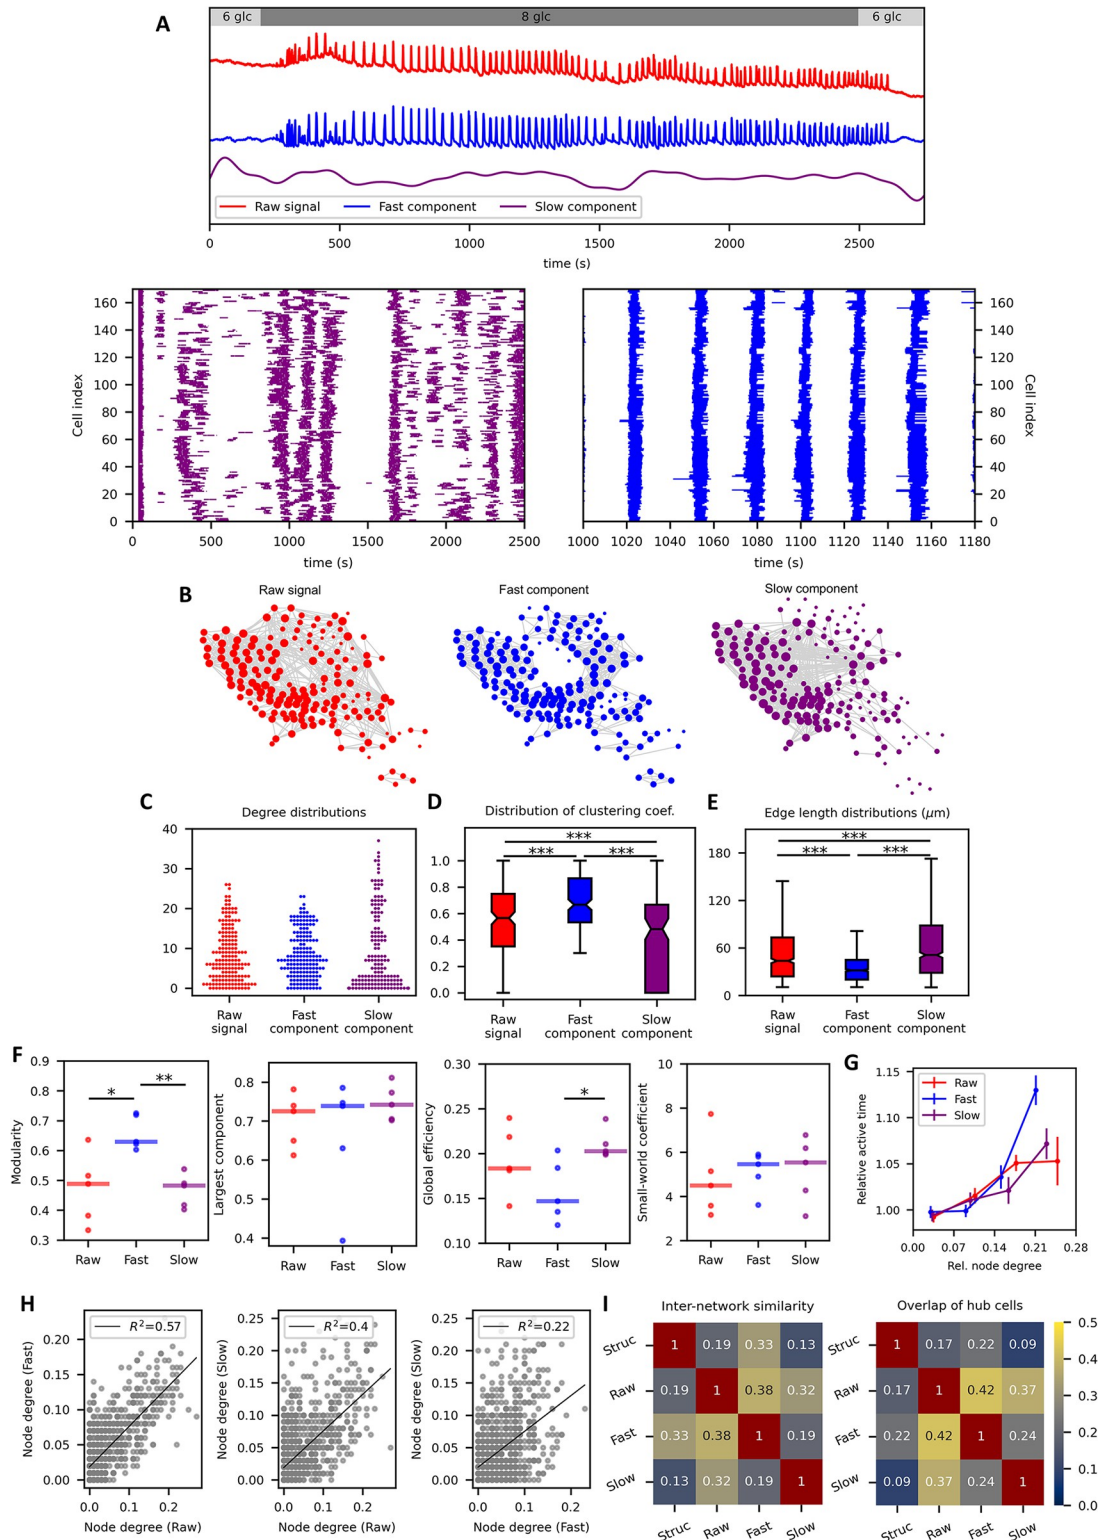 A
6 glc 8 glc 6 glc
Raw signal Fast component Slow component
0 500 1000 1500 2000 2500
time (s)
160
140
120
100
80
60
40
20
0
Cell index
0 500 1000 1500 2000 2500
time (s)
160
140
120
100
80
60
40
20
0
Cell index
1000 1020 1040 1060 1080 1100 1120 1140 1160 1180
time (s)
B
Raw signal Fast component Slow component
C
Degree distributions
40
30
20
10
0
Raw signal Fast component Slow component
D
Distribution of clustering coef.
***
*** ***
1.0
0.8
0.6
0.4
0.2
0.0
Raw signal Fast component Slow component
E
Edge length distributions (μm)
***
*** ***
180
120
60
0
Raw signal Fast component Slow component
F
Modularity
0.9
0.8
0.7
0.6
0.5
0.4
0.3
* **
Raw Fast Slow
Largest component
0.8
0.7
0.6
0.5
0.4
Raw Fast Slow
Global efficiency
0.30
0.25
0.20
0.15
0.10
*
Raw Fast Slow
Small-world coefficient
10
8
6
4
2
Raw Fast Slow
G
Relative active time
1.15
1.10
1.05
1.00
Raw
Fast
Slow
0.00 0.07 0.14 0.21 0.28
Rel. node degree
H
Node degree (Fast)
R²=0.57
0.20
0.15
0.10
0.05
0.00
0.0 0.1 0.2
Node degree (Raw)
Node degree (Slow)
R²=0.4
0.25
0.20
0.15
0.10
0.05
0.00
0.0 0.1 0.2
Node degree (Raw)
Node degree (Slow)
R²=0.22
0.25
0.20
0.15
0.10
0.05
0.00
0.0 0.1 0.2
Node degree (Fast)
I
Inter-network similarity
Struc 1 0.19 0.33 0.13
Raw 0.19 1 0.38 0.32
Fast 0.33 0.38 1 0.19
Slow 0.13 0.32 0.19 1
Struc Raw Fast Slow
Overlap of hub cells
Struc 1 0.17 0.22 0.09
Raw 0.17 1 0.42 0.37
Fast 0.22 0.42 1 0.24
Slow 0.09 0.37 0.24 1
Struc Raw Fast Slow
0.5
0.4
0.3
0.2
0.1
0.0